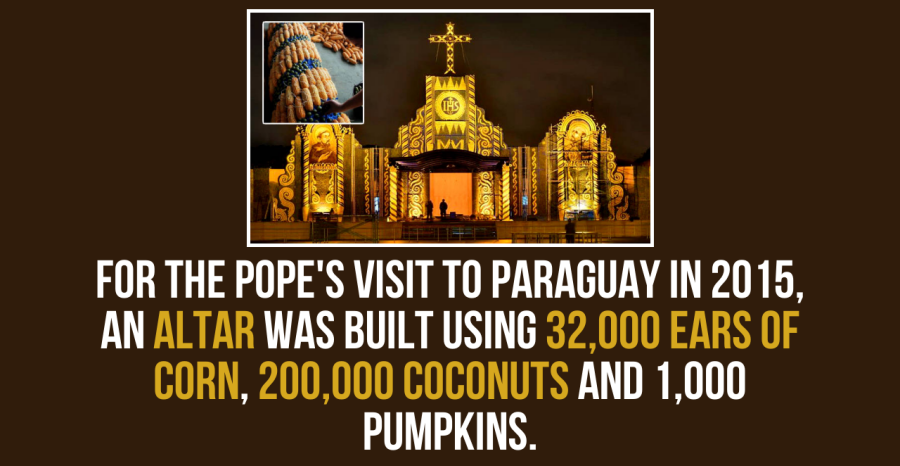 IHS
FOR THE POPE'S VISIT TO PARAGUAY IN 2015,
AN ALTAR WAS BUILT USING 32,000 EARS OF
CORN, 200,000 COCONUTS AND 1,000
PUMPKINS.